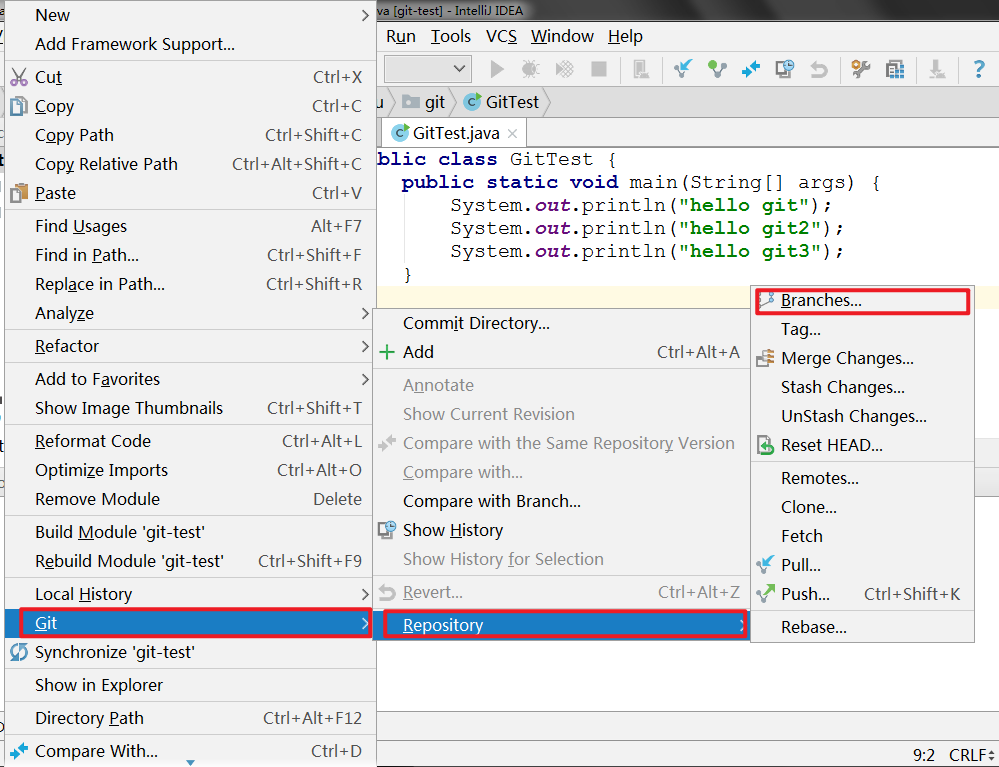 va [git-test] - IntelliJ IDEA
Run Tools VCS Window Help
u git GitTest
GitTest.java
blic class GitTest {
public static void main(String[] args) {
System.out.println("hello git");
System.out.println("hello git2");
System.out.println("hello git3");
}
New
Add Framework Support...
Cut Ctrl+X
Copy Ctrl+C
Copy Path Ctrl+Shift+C
Copy Relative Path Ctrl+Alt+Shift+C
Paste Ctrl+V
Find Usages Alt+F7
Find in Path... Ctrl+Shift+F
Replace in Path... Ctrl+Shift+R
Analyze
Refactor
Add to Favorites
Show Image Thumbnails Ctrl+Shift+T
Reformat Code Ctrl+Alt+L
Optimize Imports Ctrl+Alt+O
Remove Module Delete
Build Module 'git-test'
Rebuild Module 'git-test' Ctrl+Shift+F9
Local History
Git
Synchronize 'git-test'
Show in Explorer
Directory Path Ctrl+Alt+F12
Compare With... Ctrl+D
Commit Directory...
Add Ctrl+Alt+A
Annotate
Show Current Revision
Compare with the Same Repository Version
Compare with...
Compare with Branch...
Show History
Show History for Selection
Revert... Ctrl+Alt+Z
Repository
Branches...
Tag...
Merge Changes...
Stash Changes...
UnStash Changes...
Reset HEAD...
Remotes...
Clone...
Fetch
Pull...
Push... Ctrl+Shift+K
Rebase...
9:2 CRLF